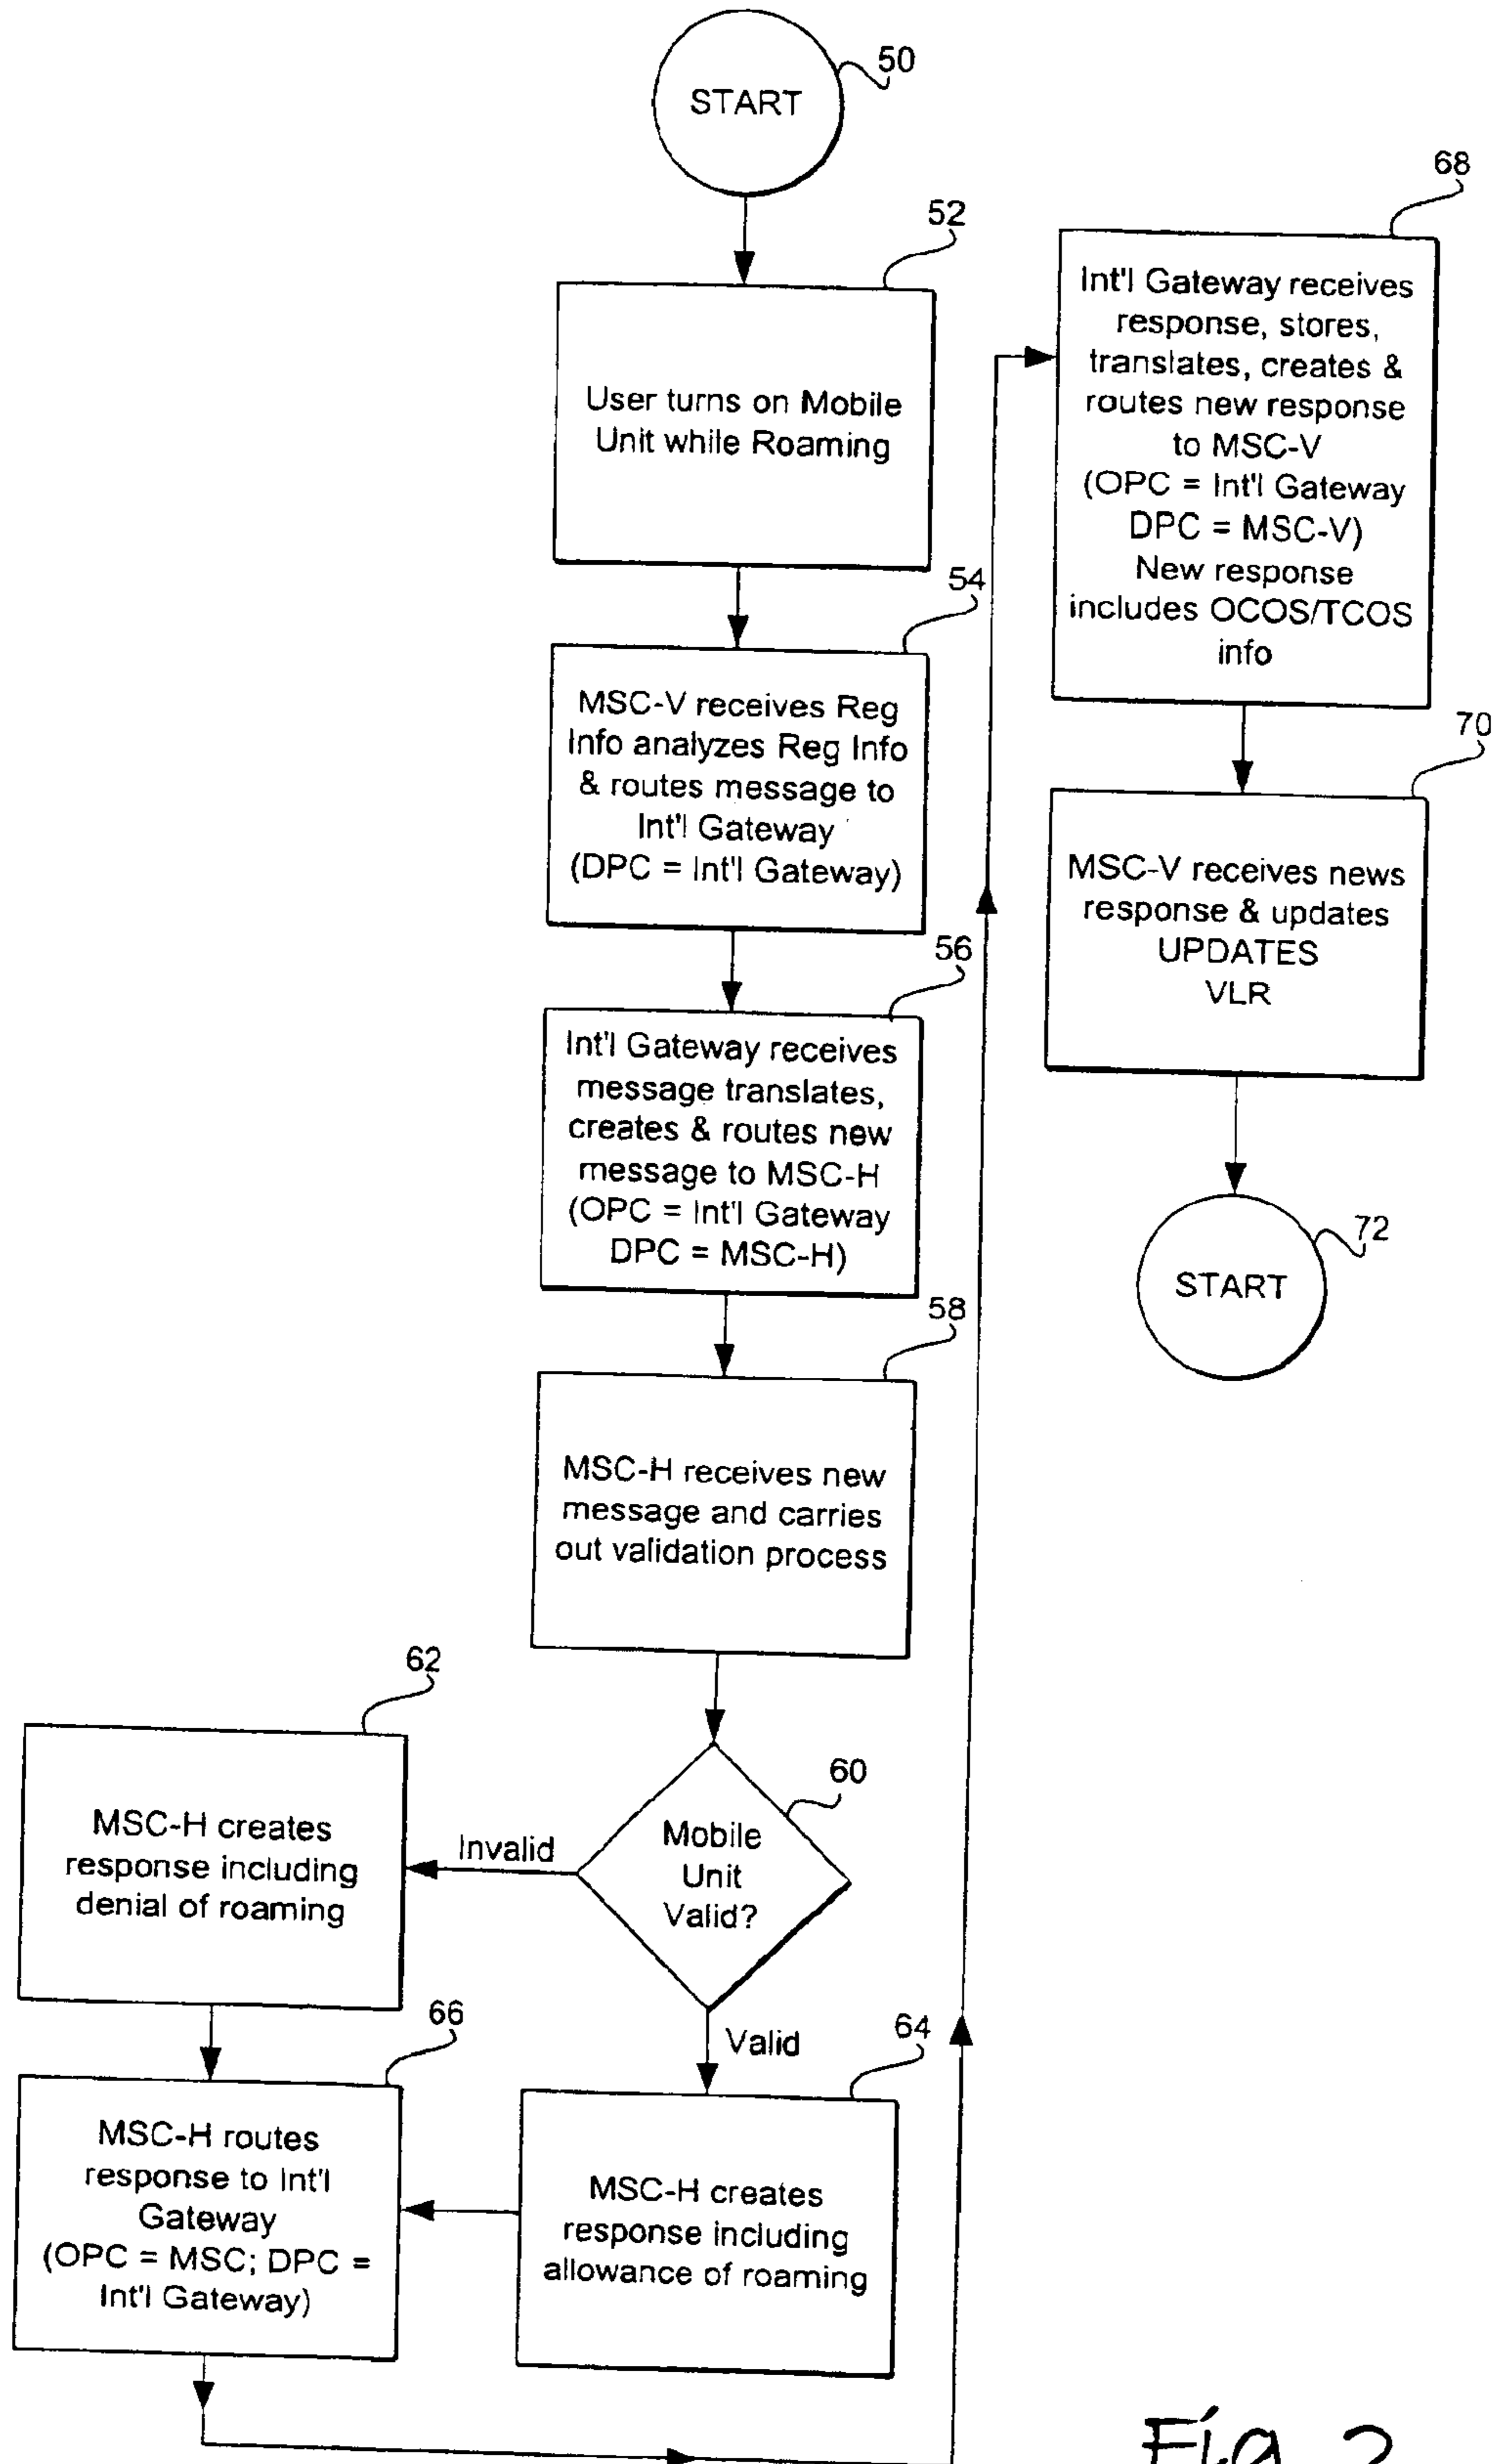 50
START
52
User turns on Mobile
Unit while Roaming
54
MSC-V receives Reg
Info analyzes Reg Info
& routes message to
Int'l Gateway
(DPC = Int'l Gateway)
56
Int'l Gateway receives
message translates,
creates & routes new
message to MSC-H
(OPC = Int'l Gateway
DPC = MSC-H)
58
MSC-H receives new
message and carries
out validation process
60
Mobile
Unit
Valid?
Invalid
62
MSC-H creates
response including
denial of roaming
Valid
64
MSC-H creates
response including
allowance of roaming
66
MSC-H routes
response to Int'l
Gateway
(OPC = MSC; DPC =
Int'l Gateway)
68
Int'l Gateway receives
response, stores,
translates, creates &
routes new response
to MSC-V
(OPC = Int'l Gateway
DPC = MSC-V)
New response
includes OCOS/TCOS
info
70
MSC-V receives news
response & updates
UPDATES
VLR
72
START
Fig. 2